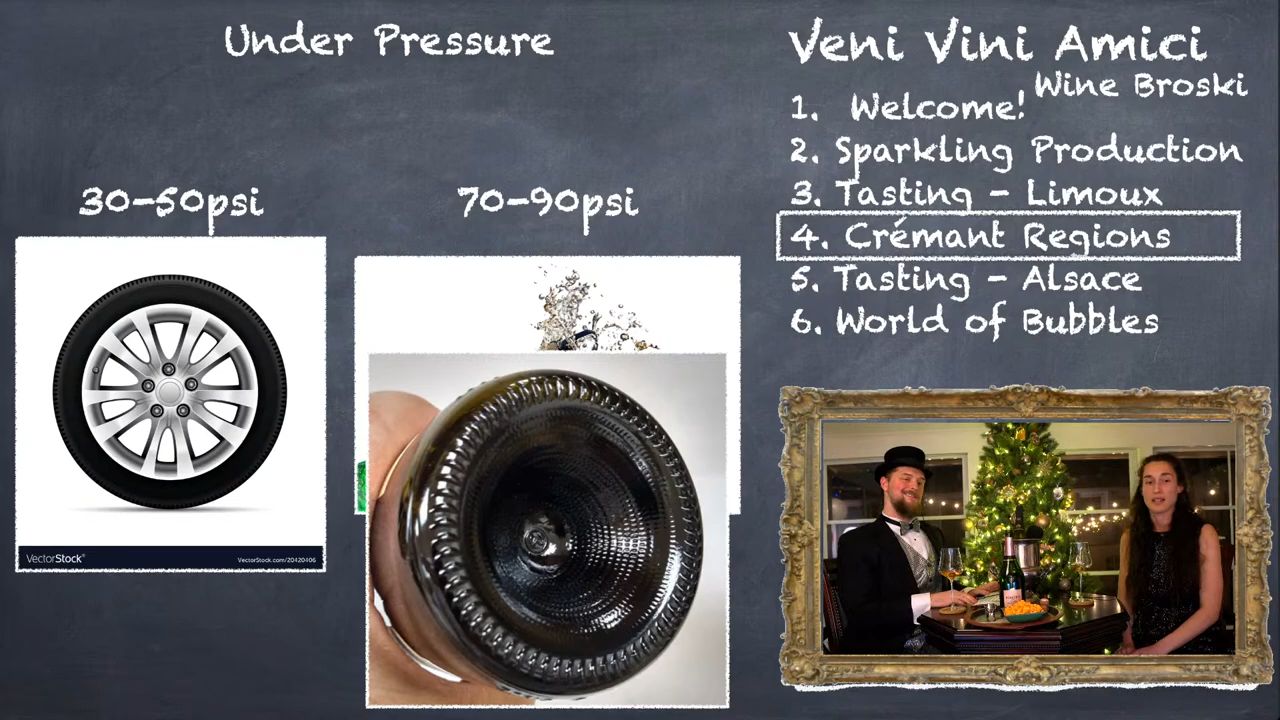 Under Pressure
30-50psi
70-90psi
VectorStock®
VectorStock.com/20420406
Veni Vini Amici
Wine Broski
1. Welcome!
2. Sparkling Production
3. Tasting - Limoux
4. Crémant Regions
5. Tasting - Alsace
6. World of Bubbles